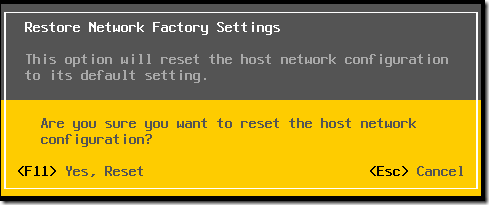 Restore Network Factory Settings
This option will reset the host network configuration
to its default setting.
Are you sure you want to reset the host network
configuration?
<F11> Yes, Reset <Esc> Cancel